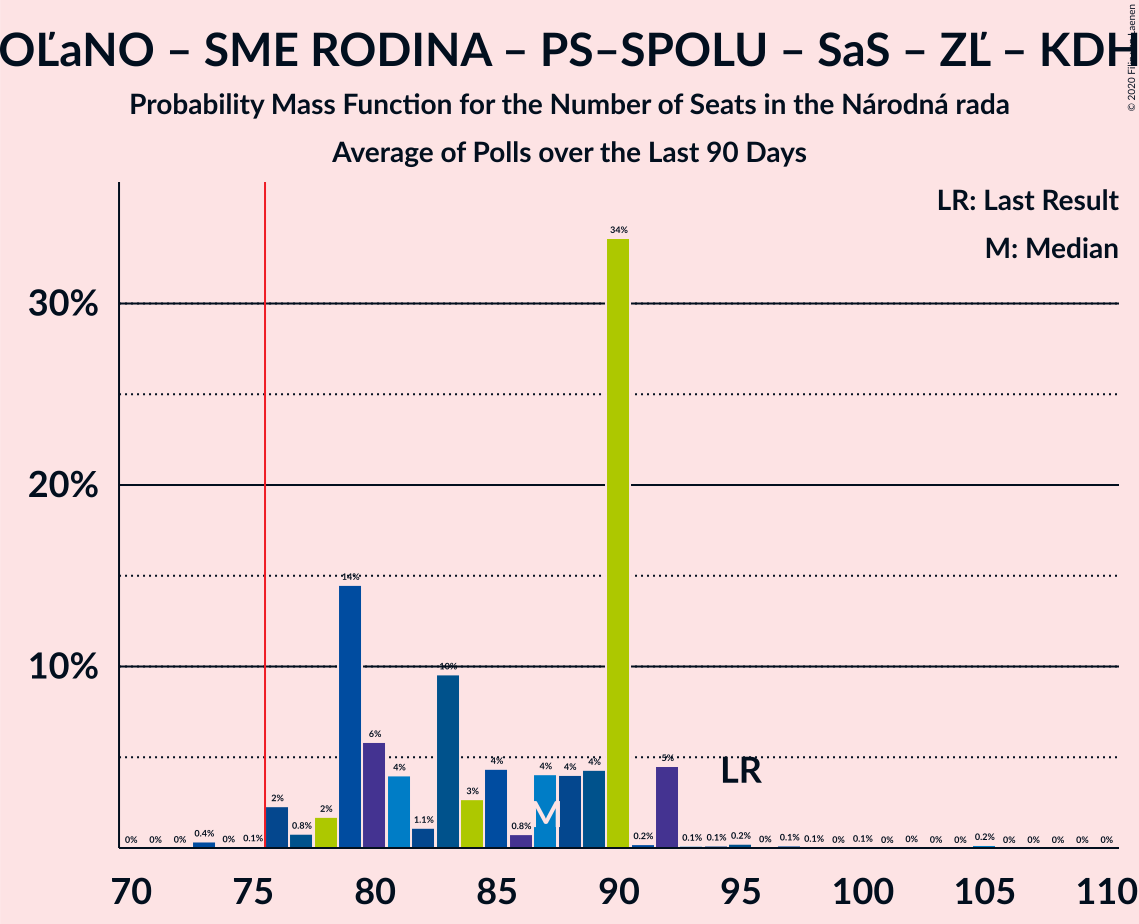 OĽaNO – SME RODINA – PS–SPOLU – SaS – ZĽ – KDH
Probability Mass Function for the Number of Seats in the Národná rada
Average of Polls over the Last 90 Days
© 2020 Filip van Laenen
LR: Last Result
M: Median
30%
20%
10%
0% 0% 0% 0.4% 0% 0.1% 2% 0.8% 2% 14% 6% 4% 1.1% 10% 3% 4% 0.8% 4% 4% 4% 34% 0.2% 5% 0.1% 0.1% 0.2% 0% 0.1% 0.1% 0% 0.1% 0% 0% 0% 0% 0.2% 0% 0% 0% 0% 0%
M
LR
70 75 80 85 90 95 100 105 110